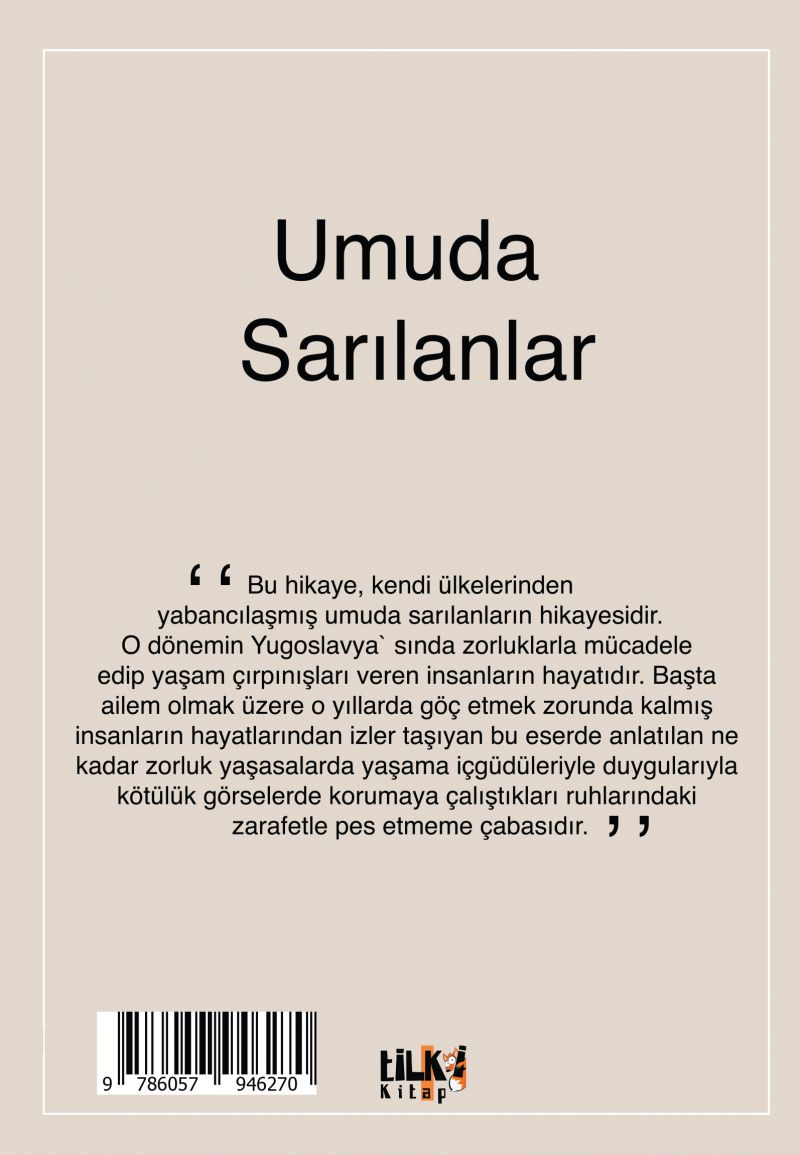 Umuda
Sarılanlar
‘‘ Bu hikaye, kendi ülkelerinden
yabancılaşmış umuda sarılanların hikayesidir.
O dönemin Yugoslavya` sında zorluklarla mücadele
edip yaşam çırpınışları veren insanların hayatıdır. Başta
ailem olmak üzere o yıllarda göç etmek zorunda kalmış
insanların hayatlarından izler taşıyan bu eserde anlatılan ne
kadar zorluk yaşasalarda yaşama içgüdüleriyle duygularıyla
kötülük görselerde korumaya çalıştıkları ruhlarındaki
zarafetle pes etmeme çabasıdır. ’’
9 786057 946270
tiLKi
Kitap